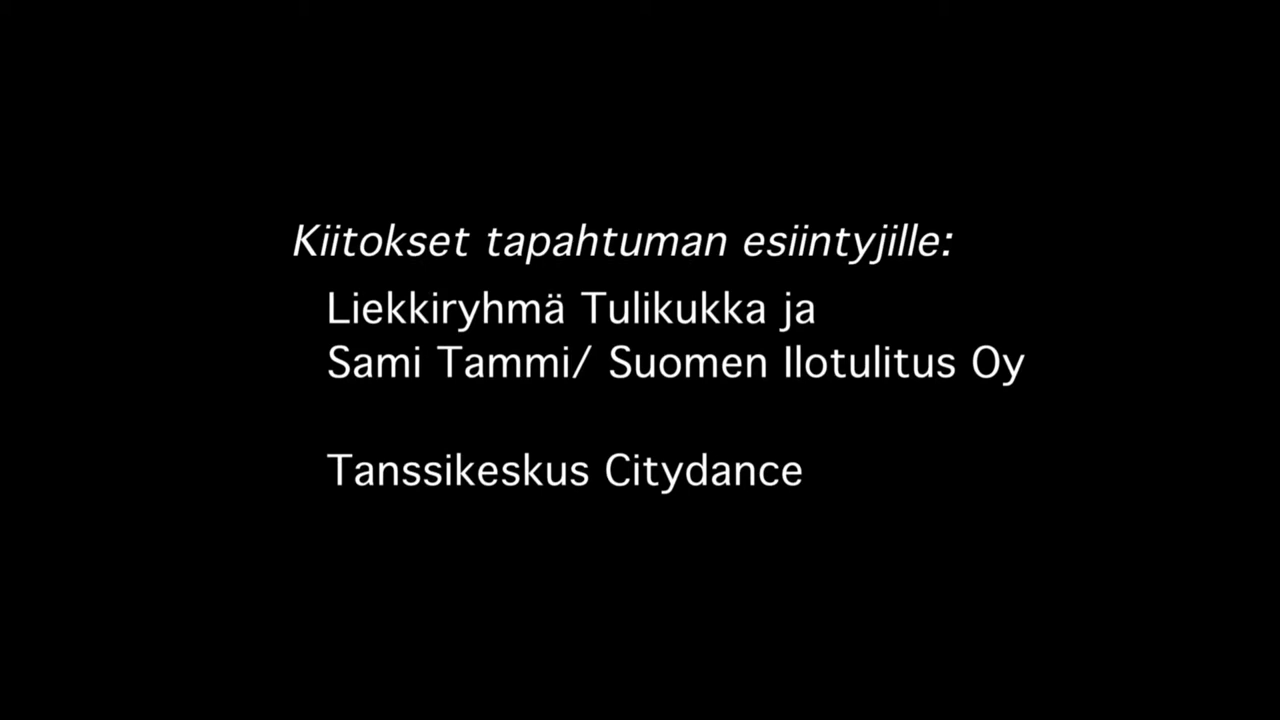 Kiitokset tapahtuman esiintyjille:
Liekkiryhmä Tulikukka ja
Sami Tammi/ Suomen Ilotulitus Oy
Tanssikeskus Citydance